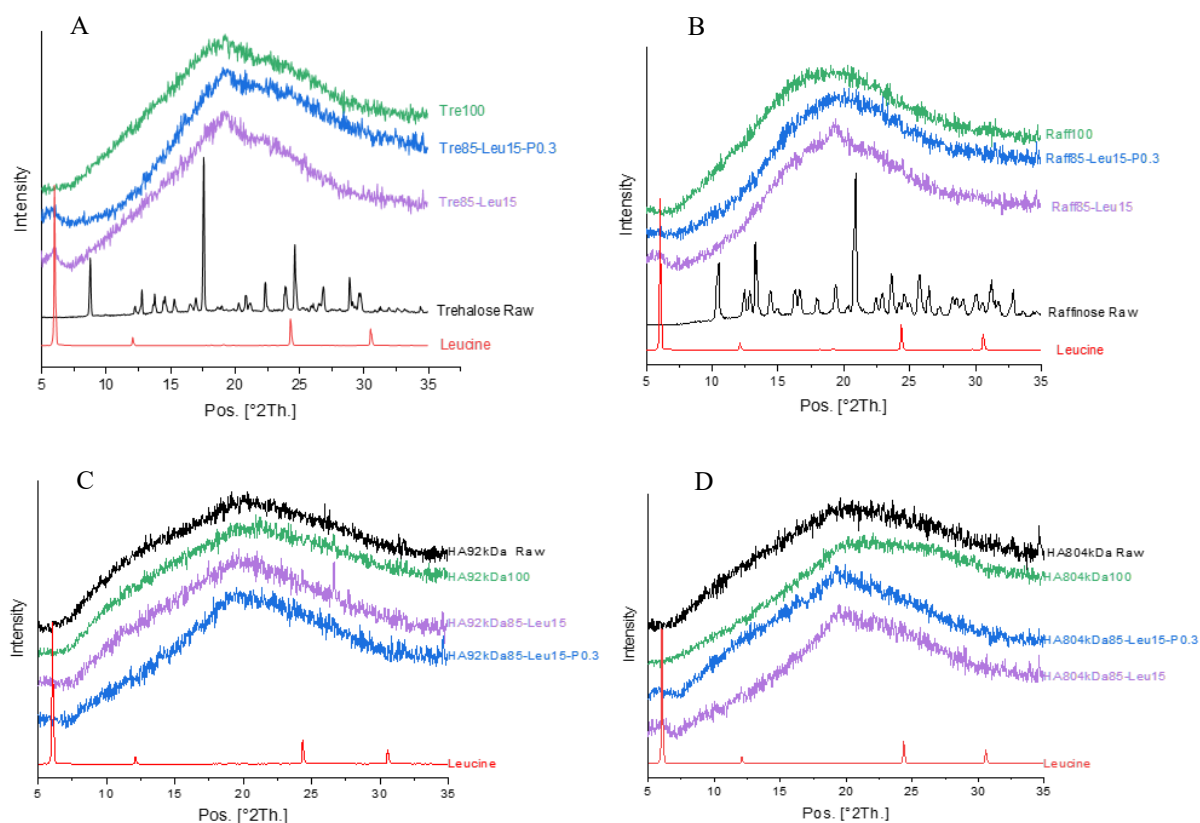 A
Intensity
Tre100
Tre85-Leu15-P0.3
Tre85-Leu15
Trehalose Raw
Leucine
5 10 15 20 25 30 35
Pos. [°2Th.]
B
Intensity
Raff100
Raff85-Leu15-P0.3
Raff85-Leu15
Raffinose Raw
Leucine
5 10 15 20 25 30 35
Pos. [°2Th.]
C
Intensity
HA92kDa Raw
HA92kDa100
HA92kDa85-Leu15
HA92kDa85-Leu15-P0.3
Leucine
5 10 15 20 25 30 35
Pos. [°2Th.]
D
Intensity
HA804kDa Raw
HA804kDa100
HA804kDa85-Leu15-P0.3
HA804kDa85-Leu15
Leucine
5 10 15 20 25 30 35
Pos. [°2Th.]